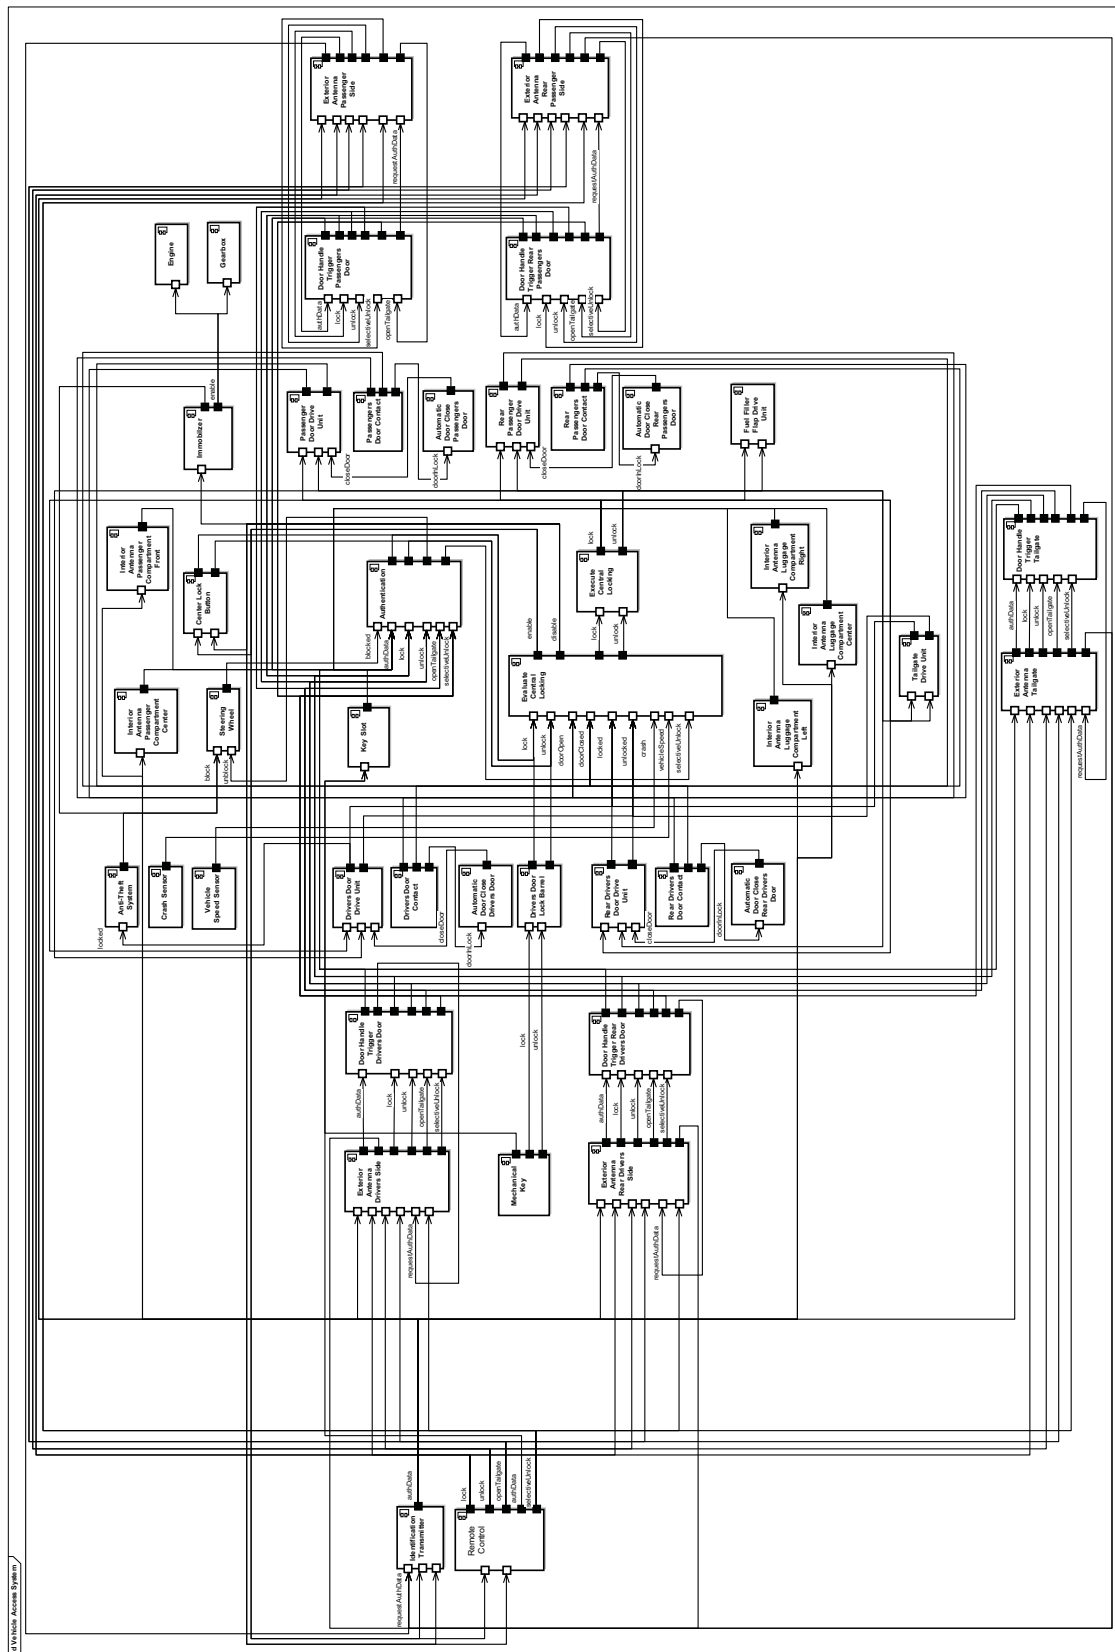 d Vehicle Access System
Identification
Transmitter
requestAuthData
authData
Remote
Control
lock
unlock
openTailgate
authData
selectiveUnlock
Exterior
Antenna
Drivers Side
requestAuthData
authData
lock
unlock
openTailgate
selectiveUnlock
Mechanical
Key
lock
unlock
Exterior
Antenna
Rear Drivers
Side
requestAuthData
authData
lock
unlock
openTailgate
selectiveUnlock
Door Handle
Trigger
Drivers Door
Door Handle
Trigger Rear
Drivers Door
Anti-Theft
System
locked
Crash Sensor
Vehicle
Speed Sensor
Drivers Door
Drive Unit
closeDoor
Drivers Door
Contact
Automatic
Door Close
Drivers Door
doorInLock
Drivers Door
Lock Barrel
Rear Drivers
Door Drive
Unit
closeDoor
Rear Drivers
Door Contact
doorInLock
Automatic
Door Close
Rear Drivers
Door
Interior
Antenna
Passenger
Compartment
Center
Steering
Wheel
block
unblock
Key Slot
Evaluate
Central
Locking
lock
unlock
doorOpen
doorClosed
locked
unlocked
crash
vehicleSpeed
selectiveUnlock
enable
disable
lock
unlock
Interior
Antenna
Luggage
Compartment
Left
Tailgate
Drive Unit
Exterior
Antenna
Tailgate
requestAuthData
authData
lock
unlock
openTailgate
selectiveUnlock
Interior
Antenna
Passenger
Compartment
Front
Center Lock
Button
Authentication
blocked
authData
lock
unlock
openTailgate
selectiveUnlock
Execute
Central
Locking
lock
unlock
Interior
Antenna
Luggage
Compartment
Right
Interior
Antenna
Luggage
Compartment
Center
Door Handle
Trigger
Tailgate
Immobilizer
enable
Passenger
Door Drive
Unit
closeDoor
Passengers
Door Contact
doorInLock
Automatic
Door Close
Passengers
Door
Rear
Passenger
Door Drive
Unit
closeDoor
Rear
Passengers
Door Contact
doorInLock
Automatic
Door Close
Rear
Passengers
Door
Fuel Filler
Flap Drive
Unit
Engine
Gearbox
Door Handle
Trigger
Passengers
Door
authData
lock
unlock
selectiveUnlock
openTailgate
requestAuthData
Door Handle
Trigger Rear
Passengers
Door
authData
lock
unlock
openTailgate
selectiveUnlock
requestAuthData
Exterior
Antenna
Passenger
Side
Exterior
Antenna
Rear
Passenger
Side